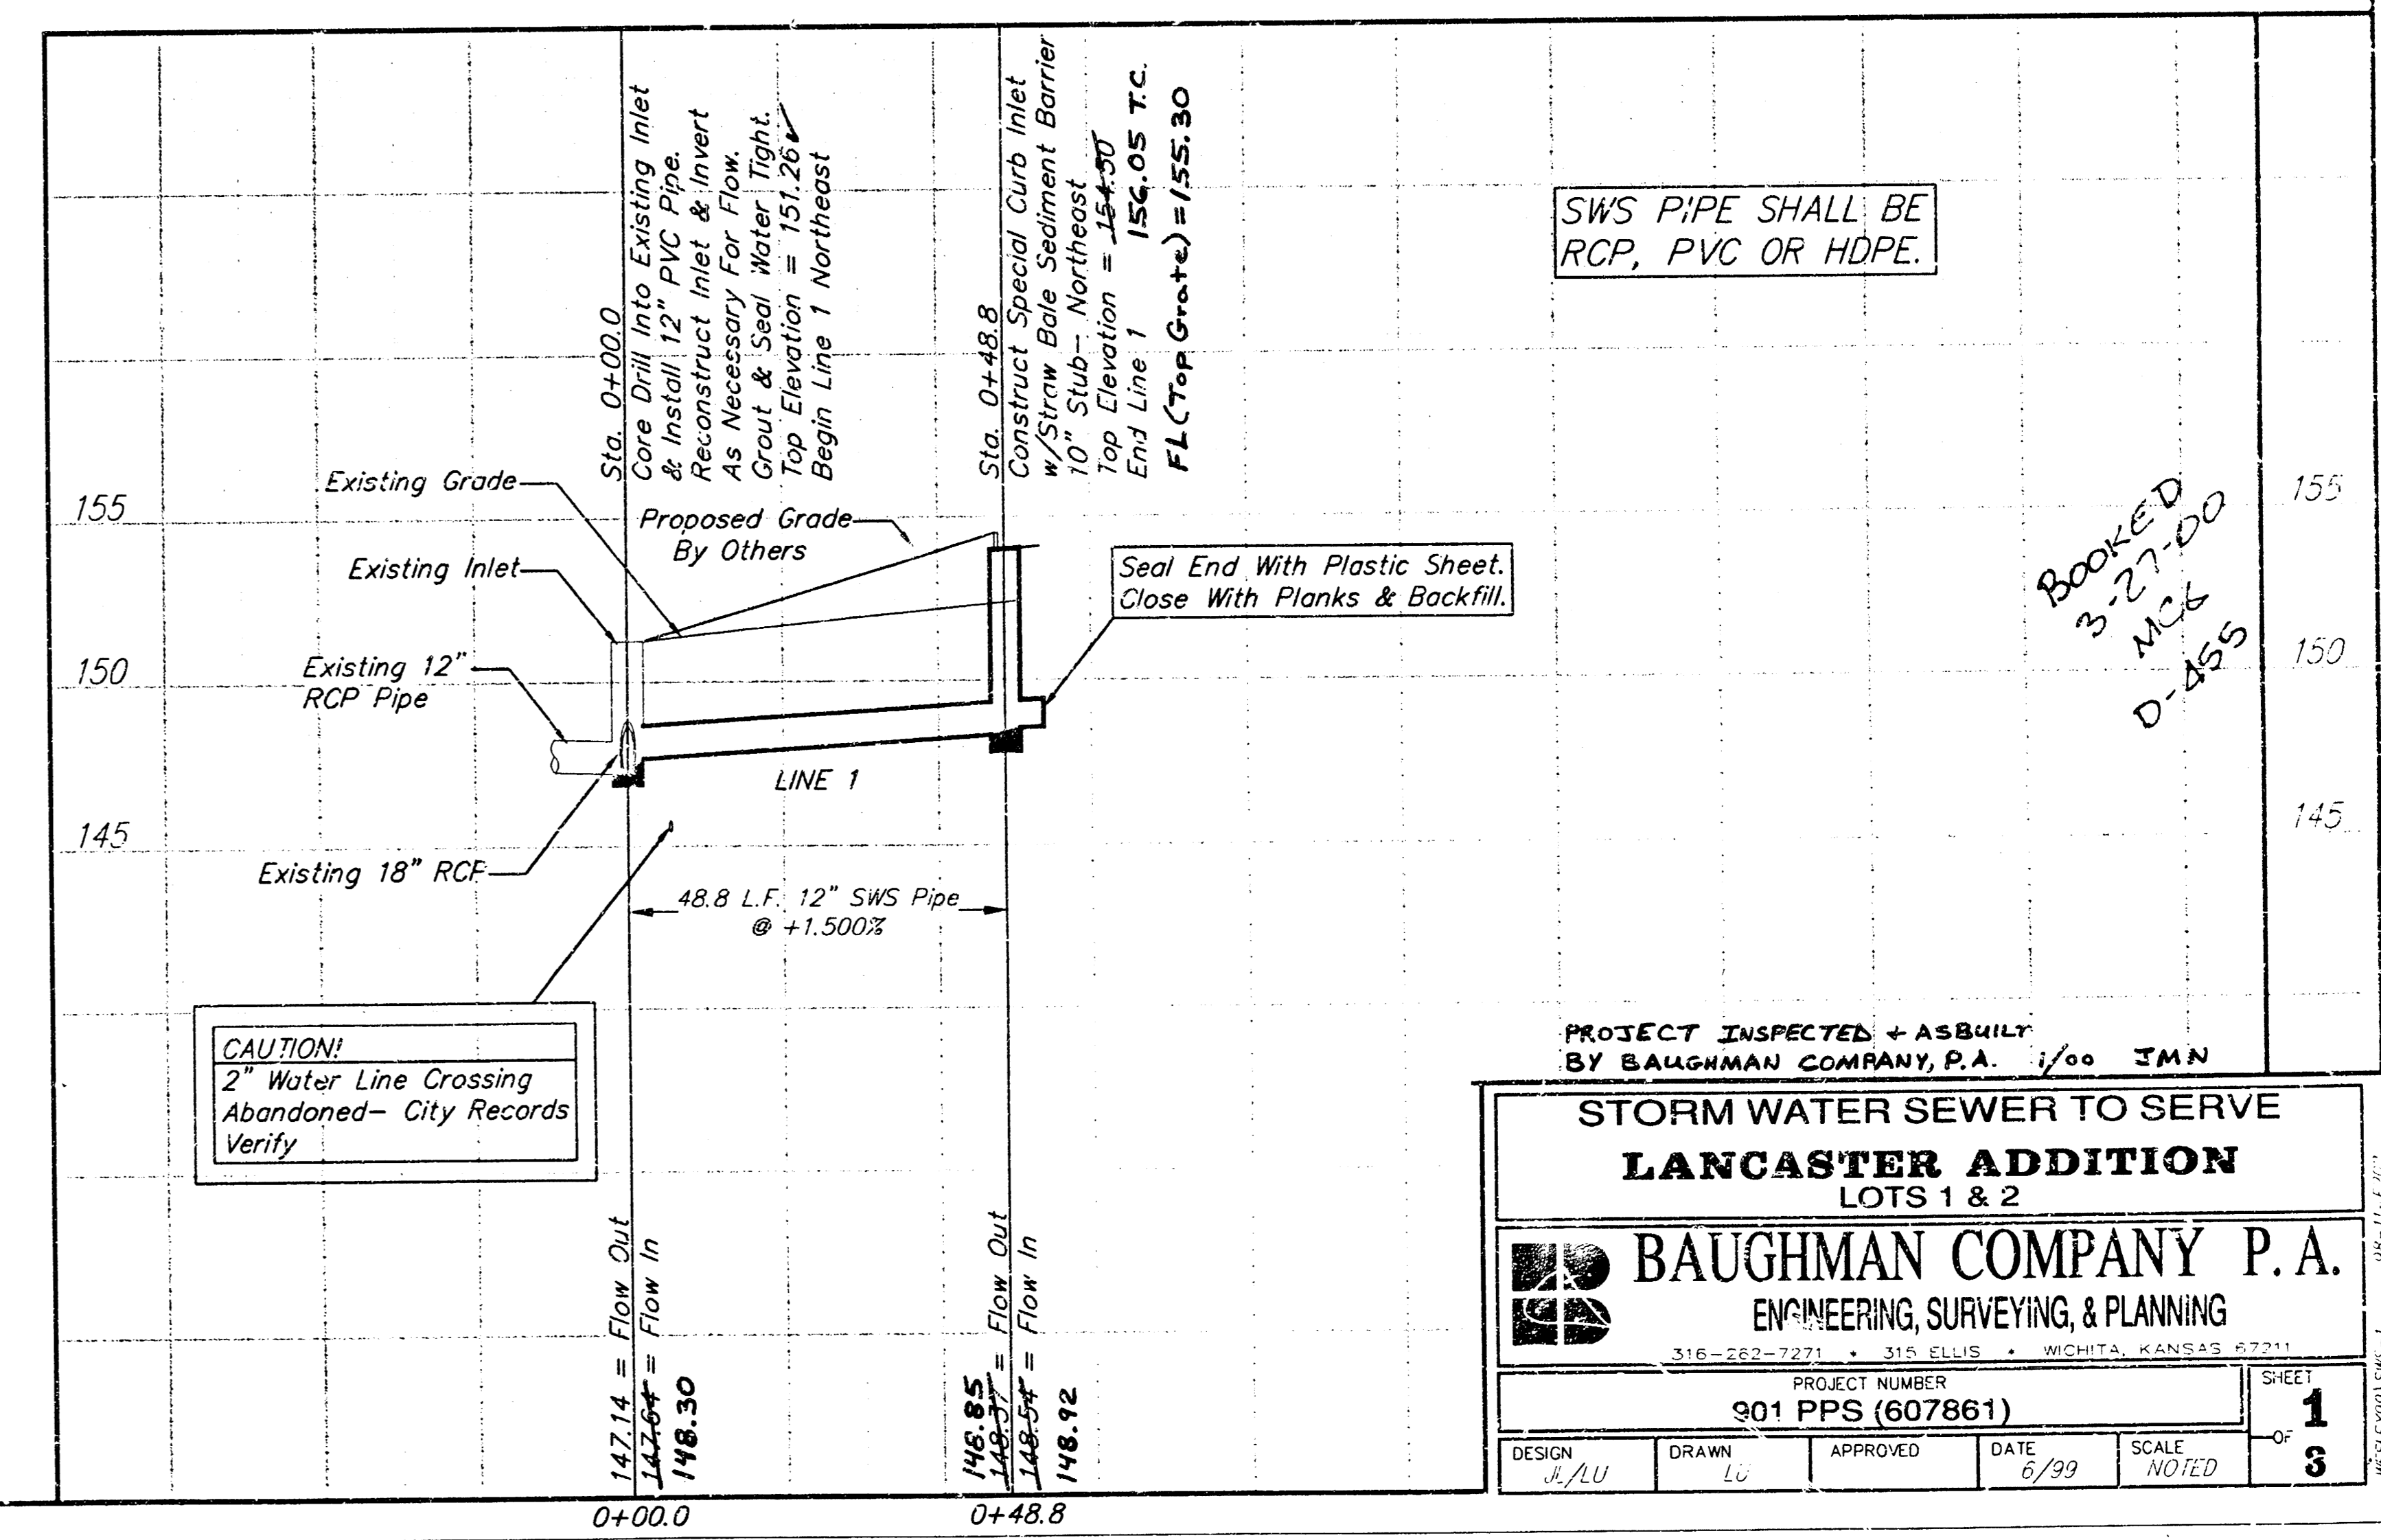 Sta. 0+00.0
Core Drill Into Existing Inlet
& Install 12" PVC Pipe.
Reconstruct Inlet & Invert
As Necessary For Flow.
Grout & Seal Water Tight.
Top Elevation = 151.26 ✓
Begin Line 1 Northeast
Sta. 0+48.8
Construct Special Curb Inlet
w/Straw Bale Sediment Barrier
10" Stub- Northeast
Top Elevation = 154.50
End Line 1 156.05 T.C.
FL (Top Grate) = 155.30
SWS PIPE SHALL BE
RCP, PVC OR HDPE.
Existing Grade
155
155
Proposed Grade
By Others
Existing Inlet
Seal End With Plastic Sheet.
Close With Planks & Backfill.
BOOKED
3-27-00
D-455
150
150
Existing 12"
RCP Pipe
LINE 1
145
145
Existing 18" RCP
48.8 L.F. 12" SWS Pipe
@ +1.500%
CAUTION!
2" Water Line Crossing
Abandoned- City Records
Verify
147.14 = Flow Out
147.64 = Flow In
148.30
148.85
148.37 = Flow Out
148.54 = Flow In
148.92
0+00.0
0+48.8
PROJECT INSPECTED + ASBUILT
BY BAUGHMAN COMPANY, P.A. 1/00 JMN
STORM WATER SEWER TO SERVE
LANCASTER ADDITION
LOTS 1 & 2
BAUGHMAN COMPANY P. A.
ENGINEERING, SURVEYING, & PLANNING
316-262-7271 • 315 ELLIS • WICHITA, KANSAS 67211
PROJECT NUMBER
901 PPS (607861)
SHEET
1
OF
3
DESIGN
JL/LU
DRAWN
LU
APPROVED
DATE
6/99
SCALE
NOTED